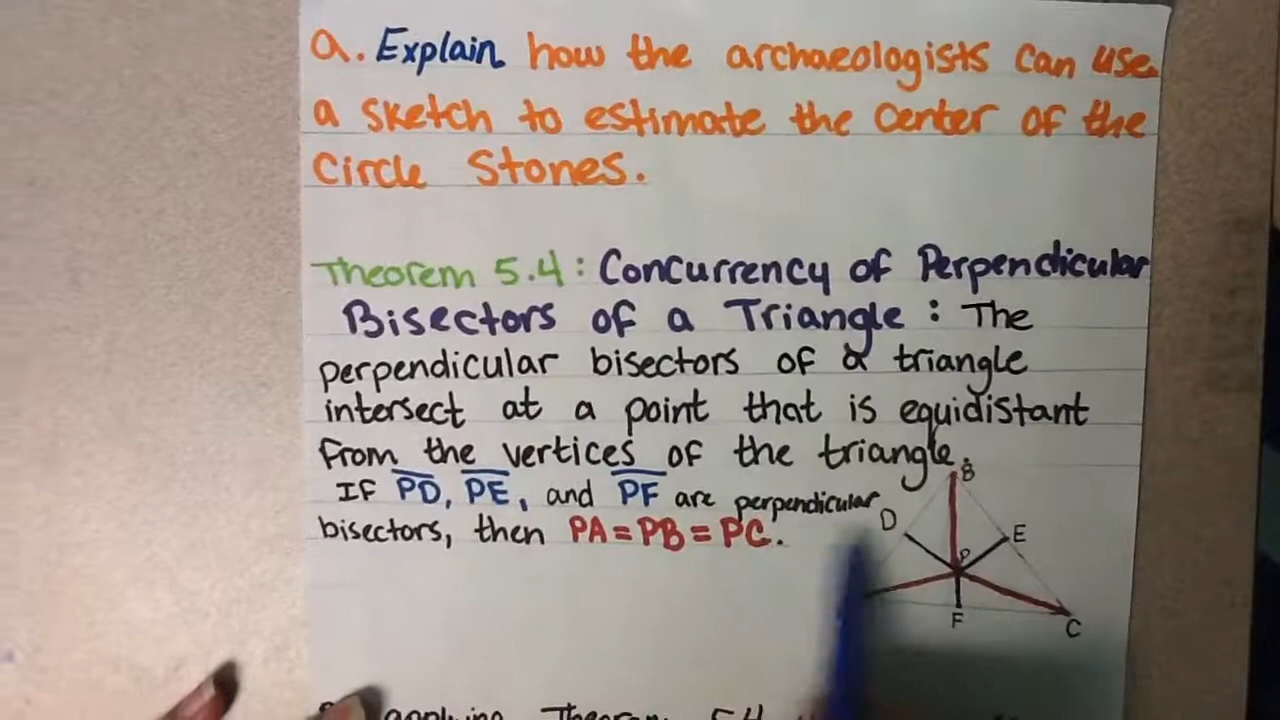 a. Explain how the archaeologists can use
a sketch to estimate the center of the
Circle Stones.
Theorem 5.4: Concurrency of Perpendicular
Bisectors of a Triangle: The
perpendicular bisectors of a triangle
intersect at a point that is equidistant
from the vertices of the triangle.
If PD, PE, and PF are perpendicular
bisectors, then PA=PB=PC.
B
D
E
P
F
C
applying Theorem 5.4